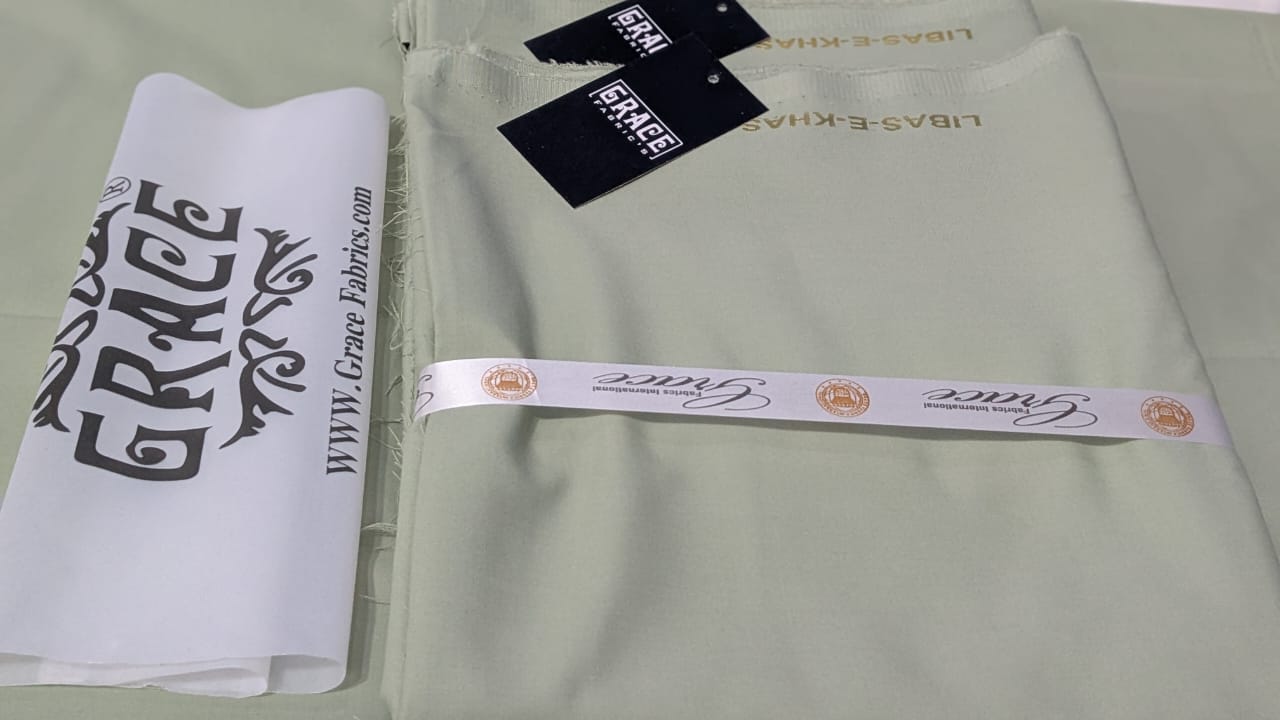 GRACE
FABRICS
LIBAS-E-KHAS
GRACE
FABRICS
LIBAS-E-KHAS
GRACE®
WWW.Grace Fabrics.com
Grace
Fabrics International
Grace
Fabrics International